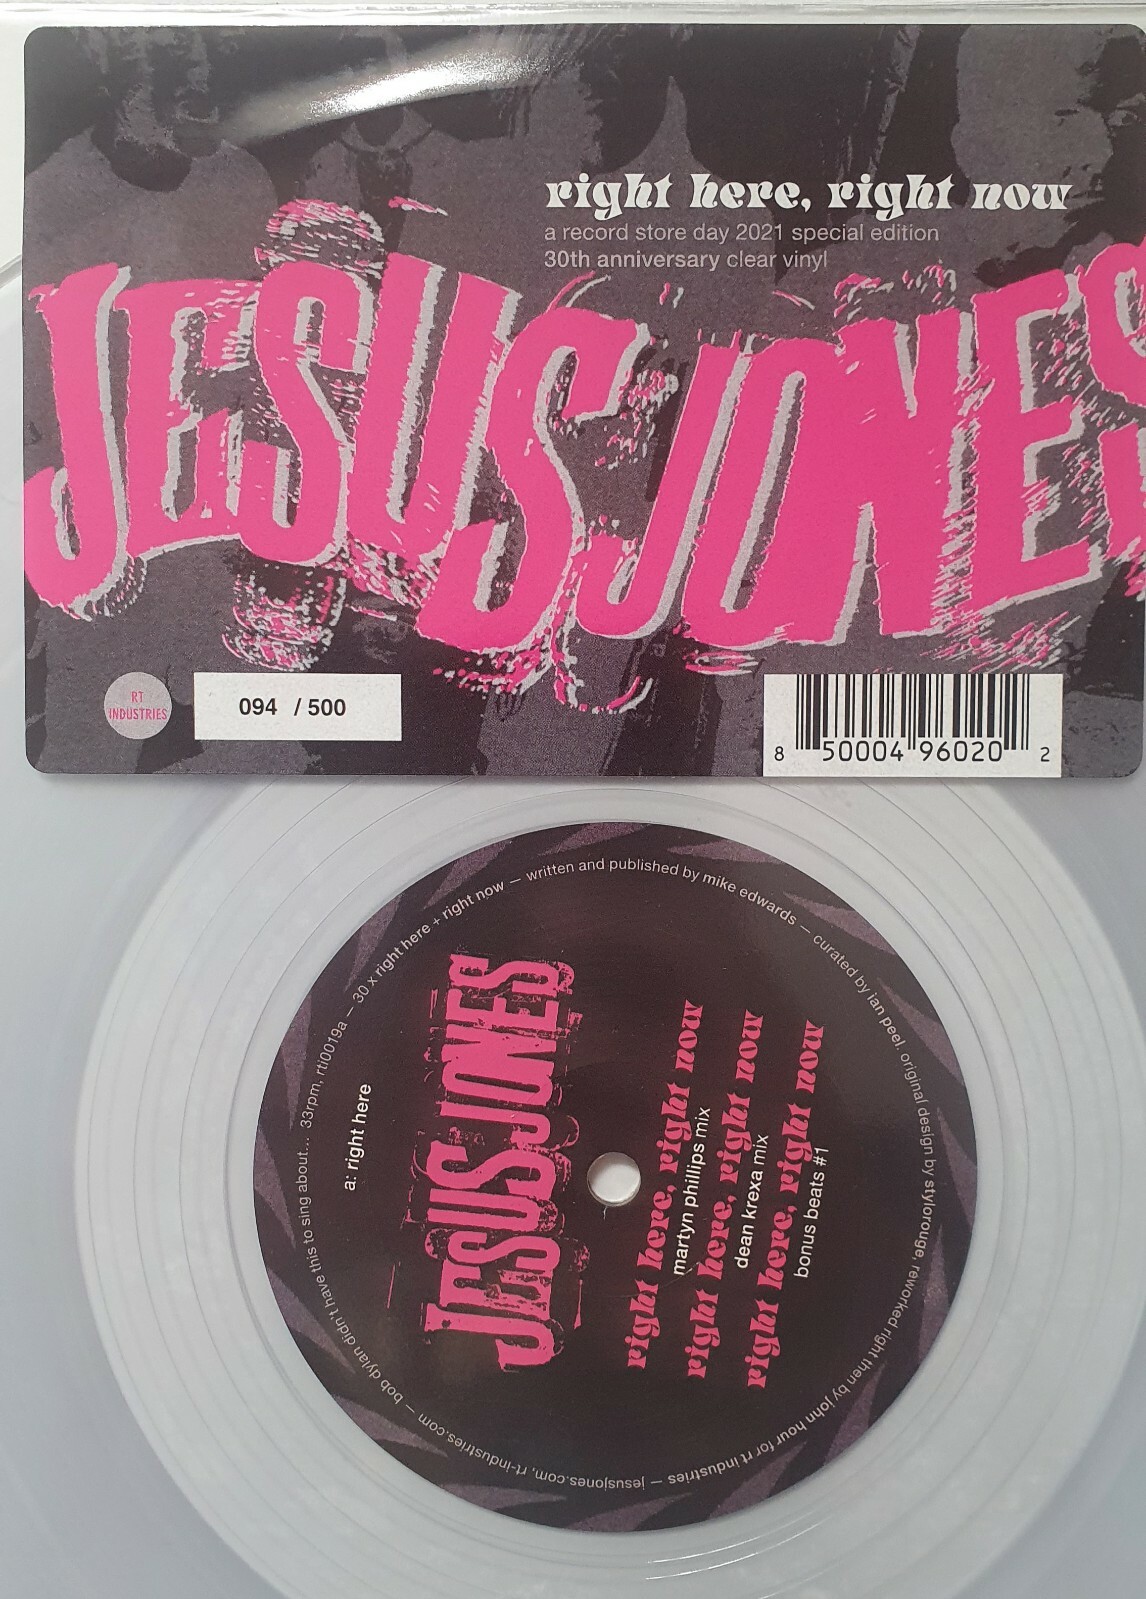 right here, right now
a record store day 2021 special edition
30th anniversary clear vinyl
JESUS JONES
RT
INDUSTRIES
094 / 500
8 50004 96020 2
a: right here
JESUS JONES
right here, right now
martyn phillips mix
right here, right now
dean krexa mix
right here, right now
bonus beats #1
33rpm, rti0019a — 30 x right here + right now — written and published by mike edwards — curated by ian peel. original design by stylorouge, reworked right then by john hour for rt industries — jesusjones.com, rt-industries.com — bob dylan didn't have this to sing about...